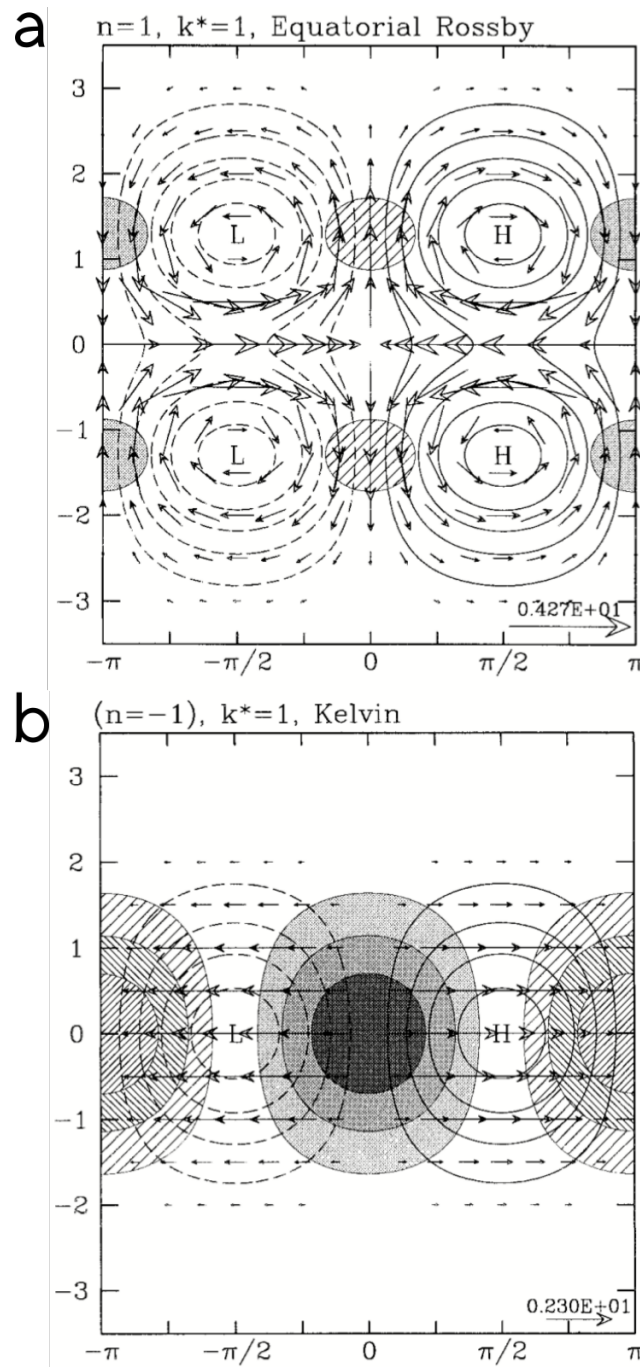 a
n=1, k*=1, Equatorial Rossby
3
2
L H
1
0
-1
L H
-2
-3
0.427E+01
-π -π/2 0 π/2 π
b
(n=-1), k*=1, Kelvin
3
2
1
0 L H
-1
-2
-3
0.230E+01
-π -π/2 0 π/2 π